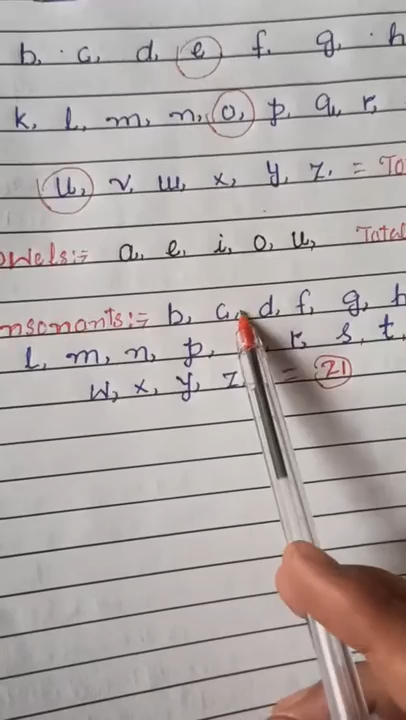 b, c, d, e, f, g, h
k, l, m, n, o, p, q, r,
u, v, w, x, y, z, = To
owels:- a, e, i, o, u, Total
nsonants:- b, c, d, f, g, h
l, m, n, p, r, s, t,
w, x, y, z = 21